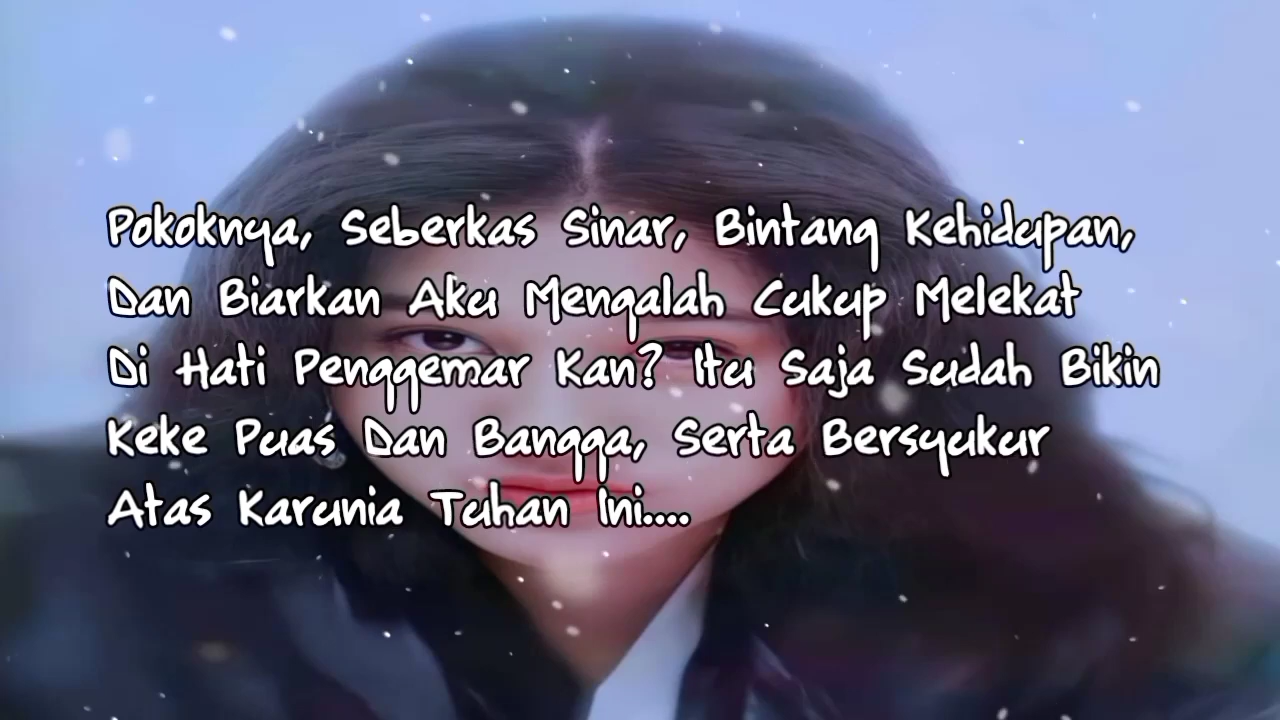 Pokoknya, Seberkas Sinar, Bintang Kehidupan,
Dan Biarkan Aku Mengalah Cukup Melekat
Di Hati Penggemar Kan? Itu Saja Sudah Bikin
Keke Puas Dan Bangga, Serta Bersyukur
Atas Karunia Tuhan Ini....